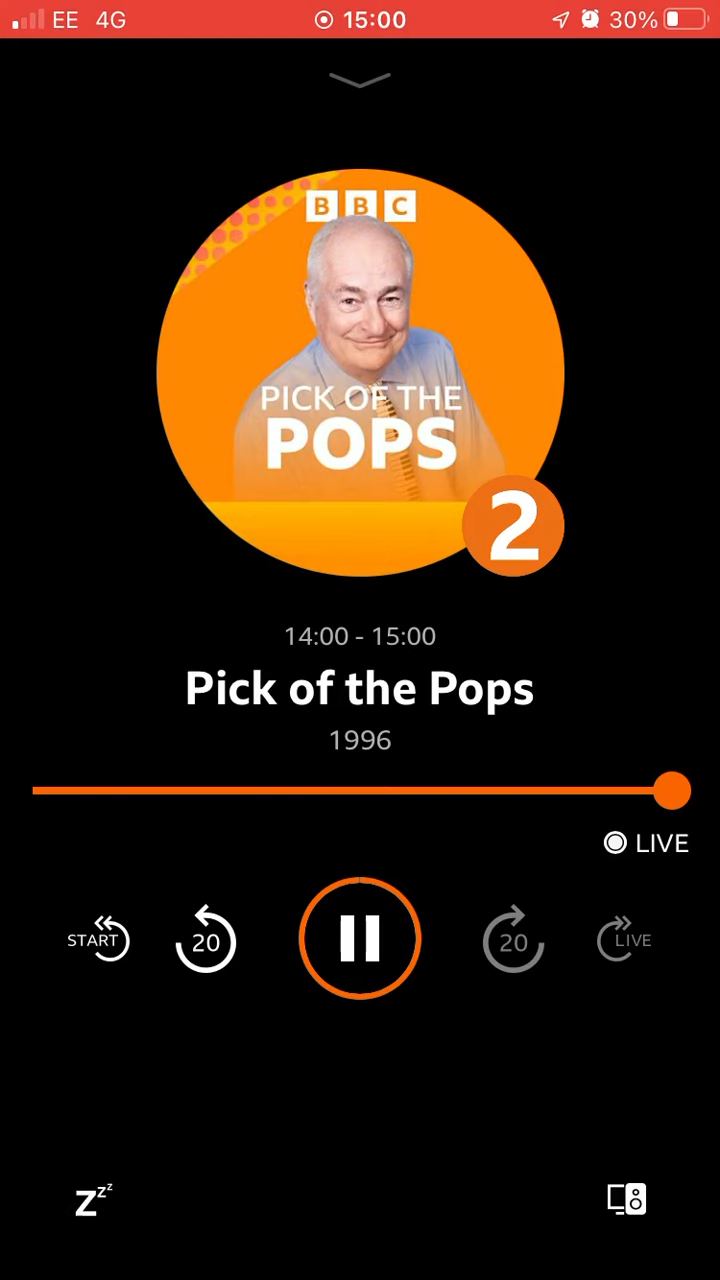 EE 4G 15:00 30%
BBC
PICK OF THE
POPS
2
14:00 - 15:00
Pick of the Pops
1996
LIVE
START 20 20 LIVE
Zzz